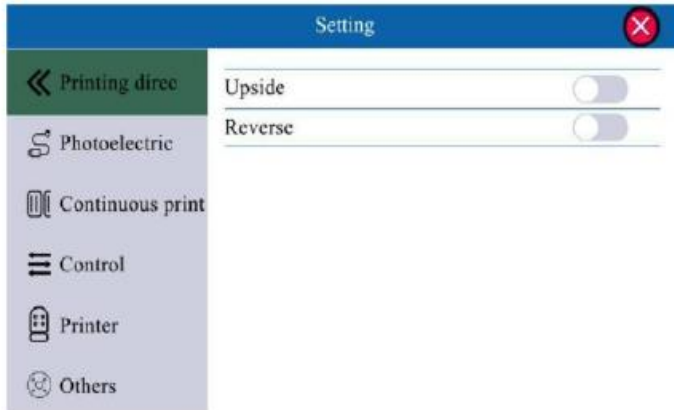 Setting
Printing direc
Photoelectric
Continuous print
Control
Printer
Others
Upside
Reverse